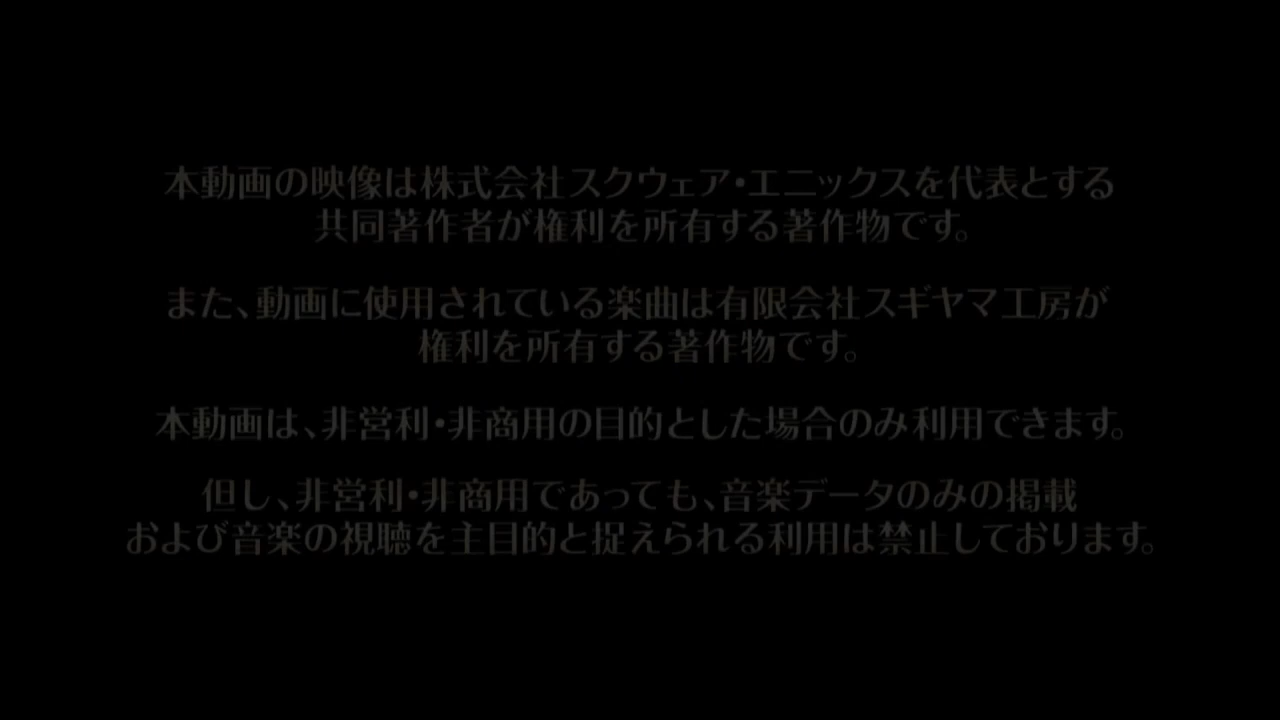 本動画の映像は株式会社スクウェア・エニックスを代表とする
共同著作者が権利を所有する著作物です。
また、動画に使用されている楽曲は有限会社スギヤマ工房が
権利を所有する著作物です。
本動画は、非営利・非商用の目的とした場合のみ利用できます。
但し、非営利・非商用であっても、音楽データのみの掲載
および音楽の視聴を主目的と捉えられる利用は禁止しております。